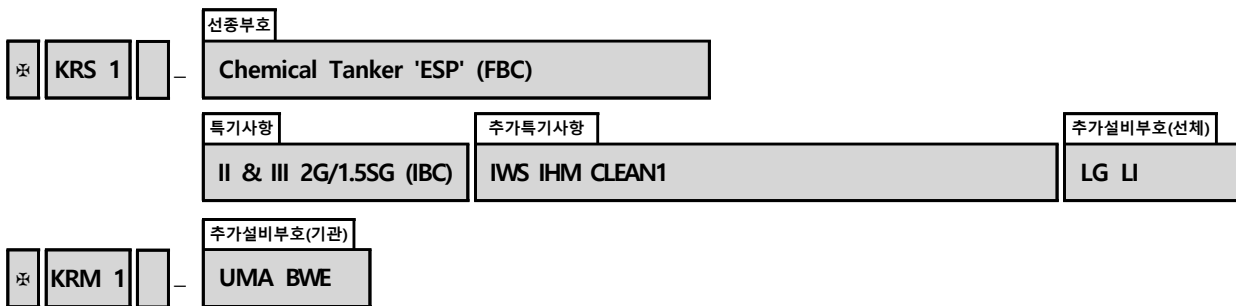 선종부호
✠ KRS 1 – Chemical Tanker 'ESP' (FBC)
특기사항 추가특기사항 추가설비부호(선체)
II & III 2G/1.5SG (IBC) IWS IHM CLEAN1 LG LI
추가설비부호(기관)
✠ KRM 1 – UMA BWE